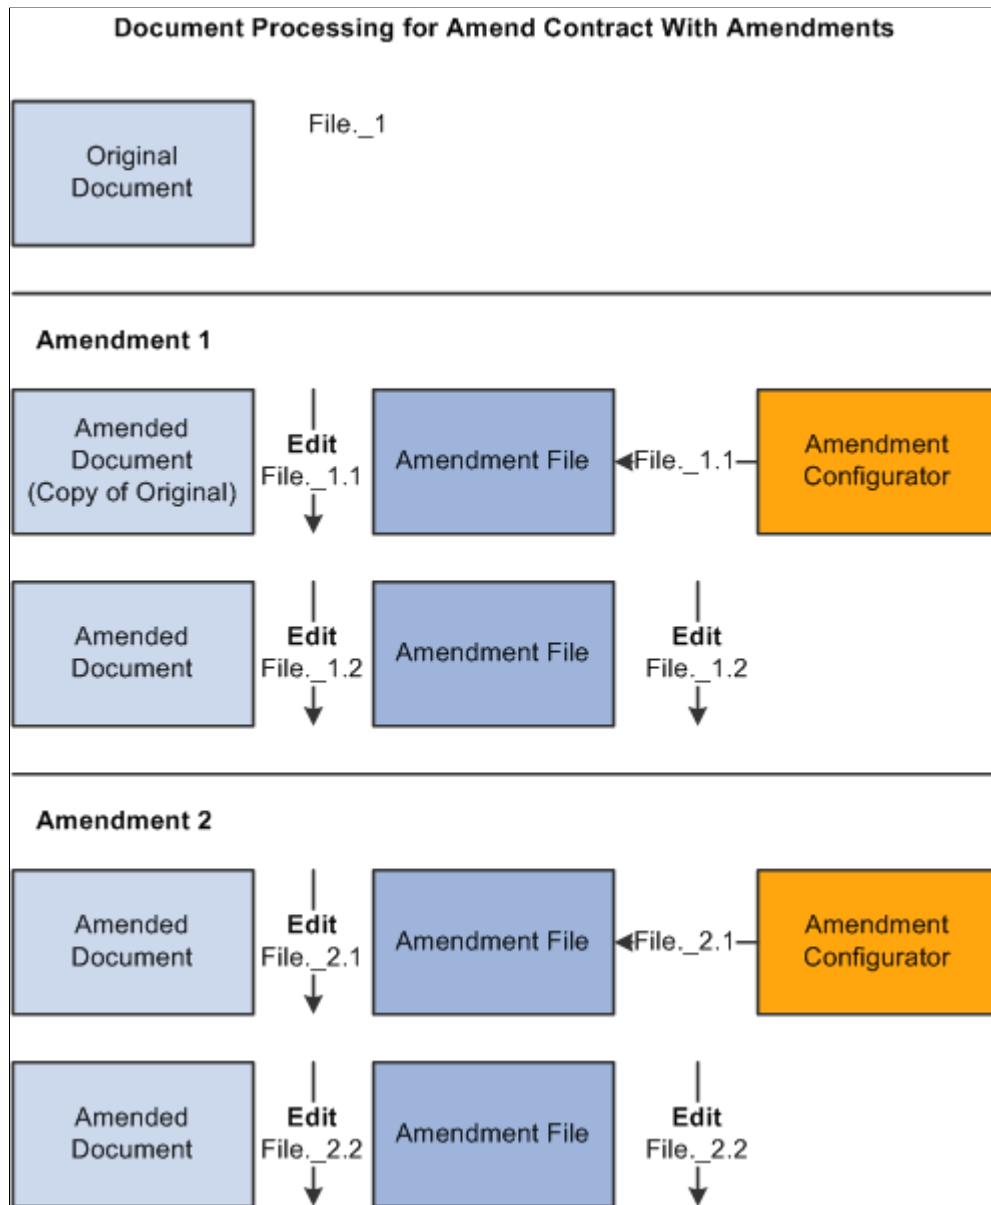 Document Processing for Amend Contract With Amendments
Original
Document
File._1
Amendment 1
Amended
Document
(Copy of Original)
Edit
File._1.1
Amendment File
File._1.1
Amendment
Configurator
Amended
Document
Edit
File._1.2
Amendment File
Edit
File._1.2
Amendment 2
Amended
Document
Edit
File._2.1
Amendment File
File._2.1
Amendment
Configurator
Amended
Document
Edit
File._2.2
Amendment File
Edit
File._2.2